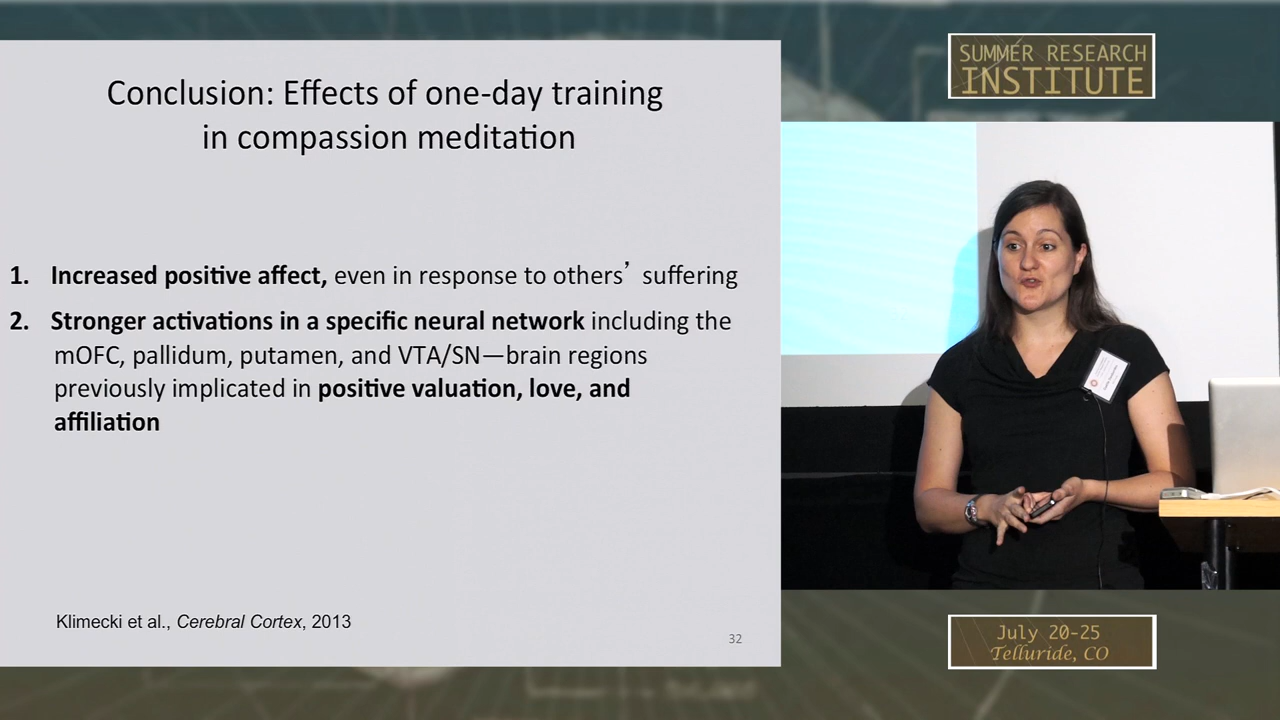 Conclusion: Effects of one-day training
in compassion meditation
1. Increased positive affect, even in response to others’ suffering
2. Stronger activations in a specific neural network including the
mOFC, pallidum, putamen, and VTA/SN—brain regions
previously implicated in positive valuation, love, and
affiliation
Klimecki et al., Cerebral Cortex, 2013
32
SUMMER RESEARCH
INSTITUTE
July 20-25
Telluride, CO